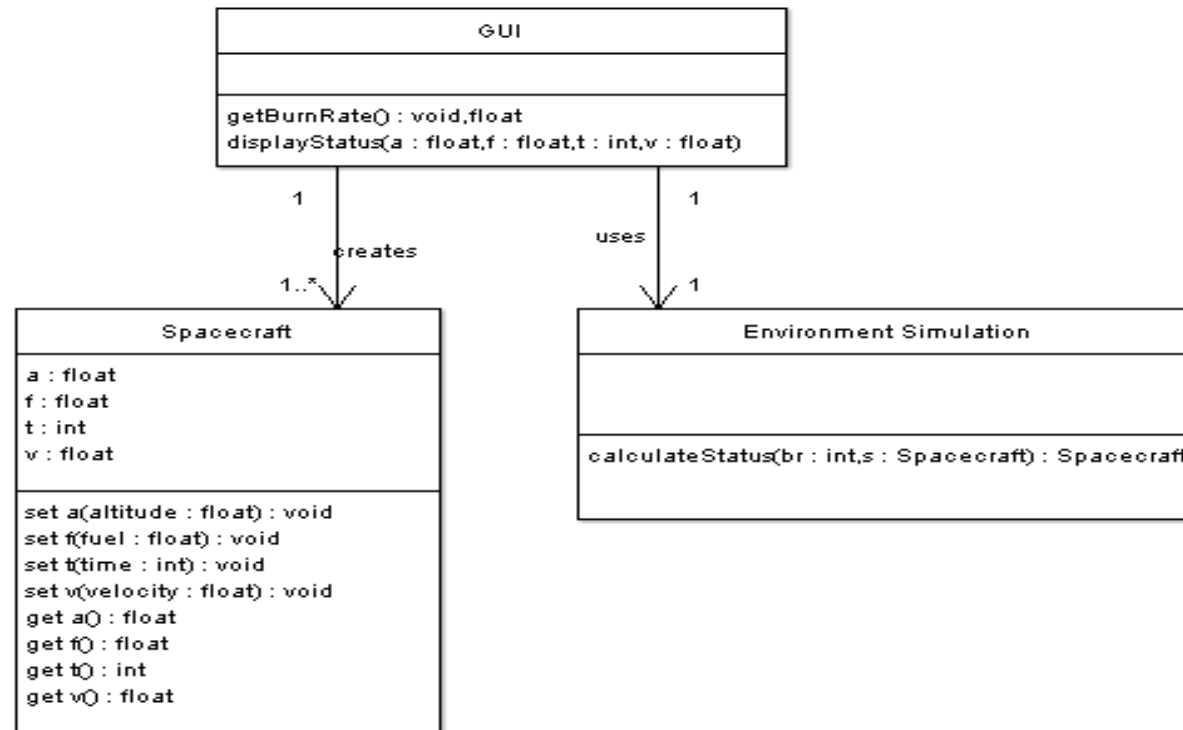 GUI
getBurnRate() : void,float
displayStatus(a : float,f : float,t : int,v : float)
1
1
creates
uses
1..*
1
Spacecraft
a : float
f : float
t : int
v : float
set a(altitude : float) : void
set f(fuel : float) : void
set t(time : int) : void
set v(velocity : float) : void
get a() : float
get f() : float
get t() : int
get v() : float
Environment Simulation
calculateStatus(br : int,s : Spacecraft) : Spacecraft